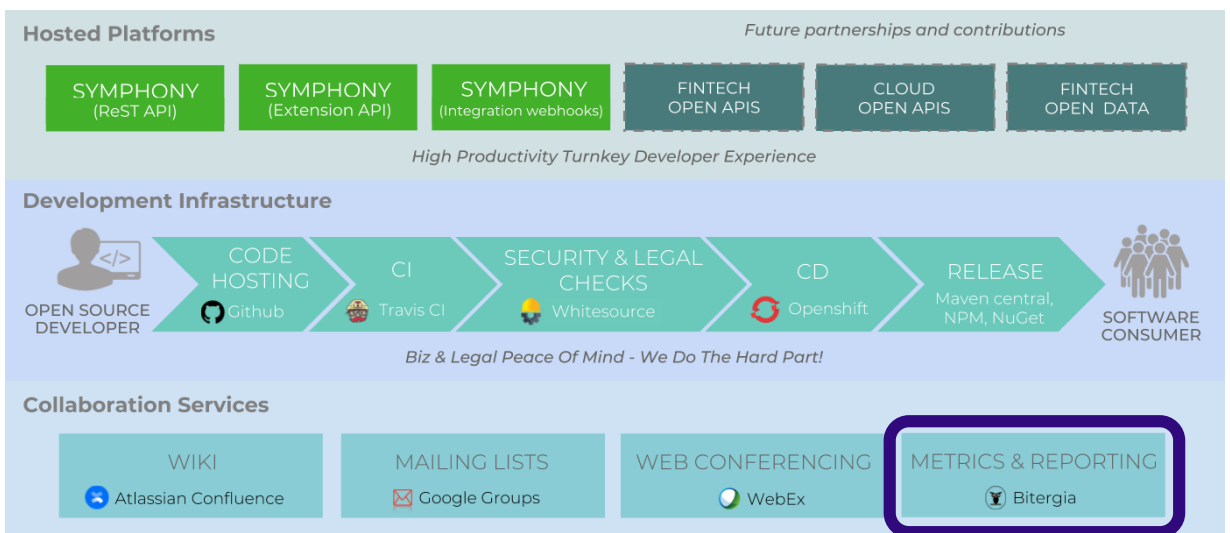 Hosted Platforms
Future partnerships and contributions
SYMPHONY
(ReST API)
SYMPHONY
(Extension API)
SYMPHONY
(Integration webhooks)
FINTECH
OPEN APIS
CLOUD
OPEN APIS
FINTECH
OPEN DATA
High Productivity Turnkey Developer Experience
Development Infrastructure
</>
OPEN SOURCE
DEVELOPER
CODE
HOSTING
Github
CI
Travis CI
SECURITY & LEGAL
CHECKS
Whitesource
CD
Openshift
RELEASE
Maven central,
NPM, NuGet
SOFTWARE
CONSUMER
Biz & Legal Peace Of Mind - We Do The Hard Part!
Collaboration Services
WIKI
Atlassian Confluence
MAILING LISTS
Google Groups
WEB CONFERENCING
WebEx
METRICS & REPORTING
Bitergia